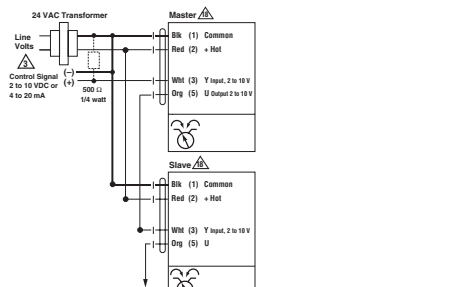 24 VAC Transformer
Master 18
Line
Volts
3
Blk (1) Common
Red (2) + Hot
Control Signal
2 to 10 VDC or
4 to 20 mA
(–)
(+)
500 Ω
1/4 watt
Wht (3) Y Input, 2 to 10 V
Org (5) U Output 2 to 10 V
Slave 18
Blk (1) Common
Red (2) + Hot
Wht (3) Y Input, 2 to 10 V
Org (5) U